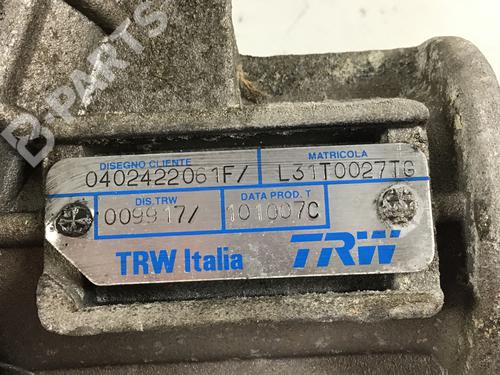 B-PARTS
DISEGNO CLIENTE MATRICOLA
0402422061F/ L31T0027TG
DIS.TRW DATA PROD. T
009917/ 101007C
TRW Italia TRW